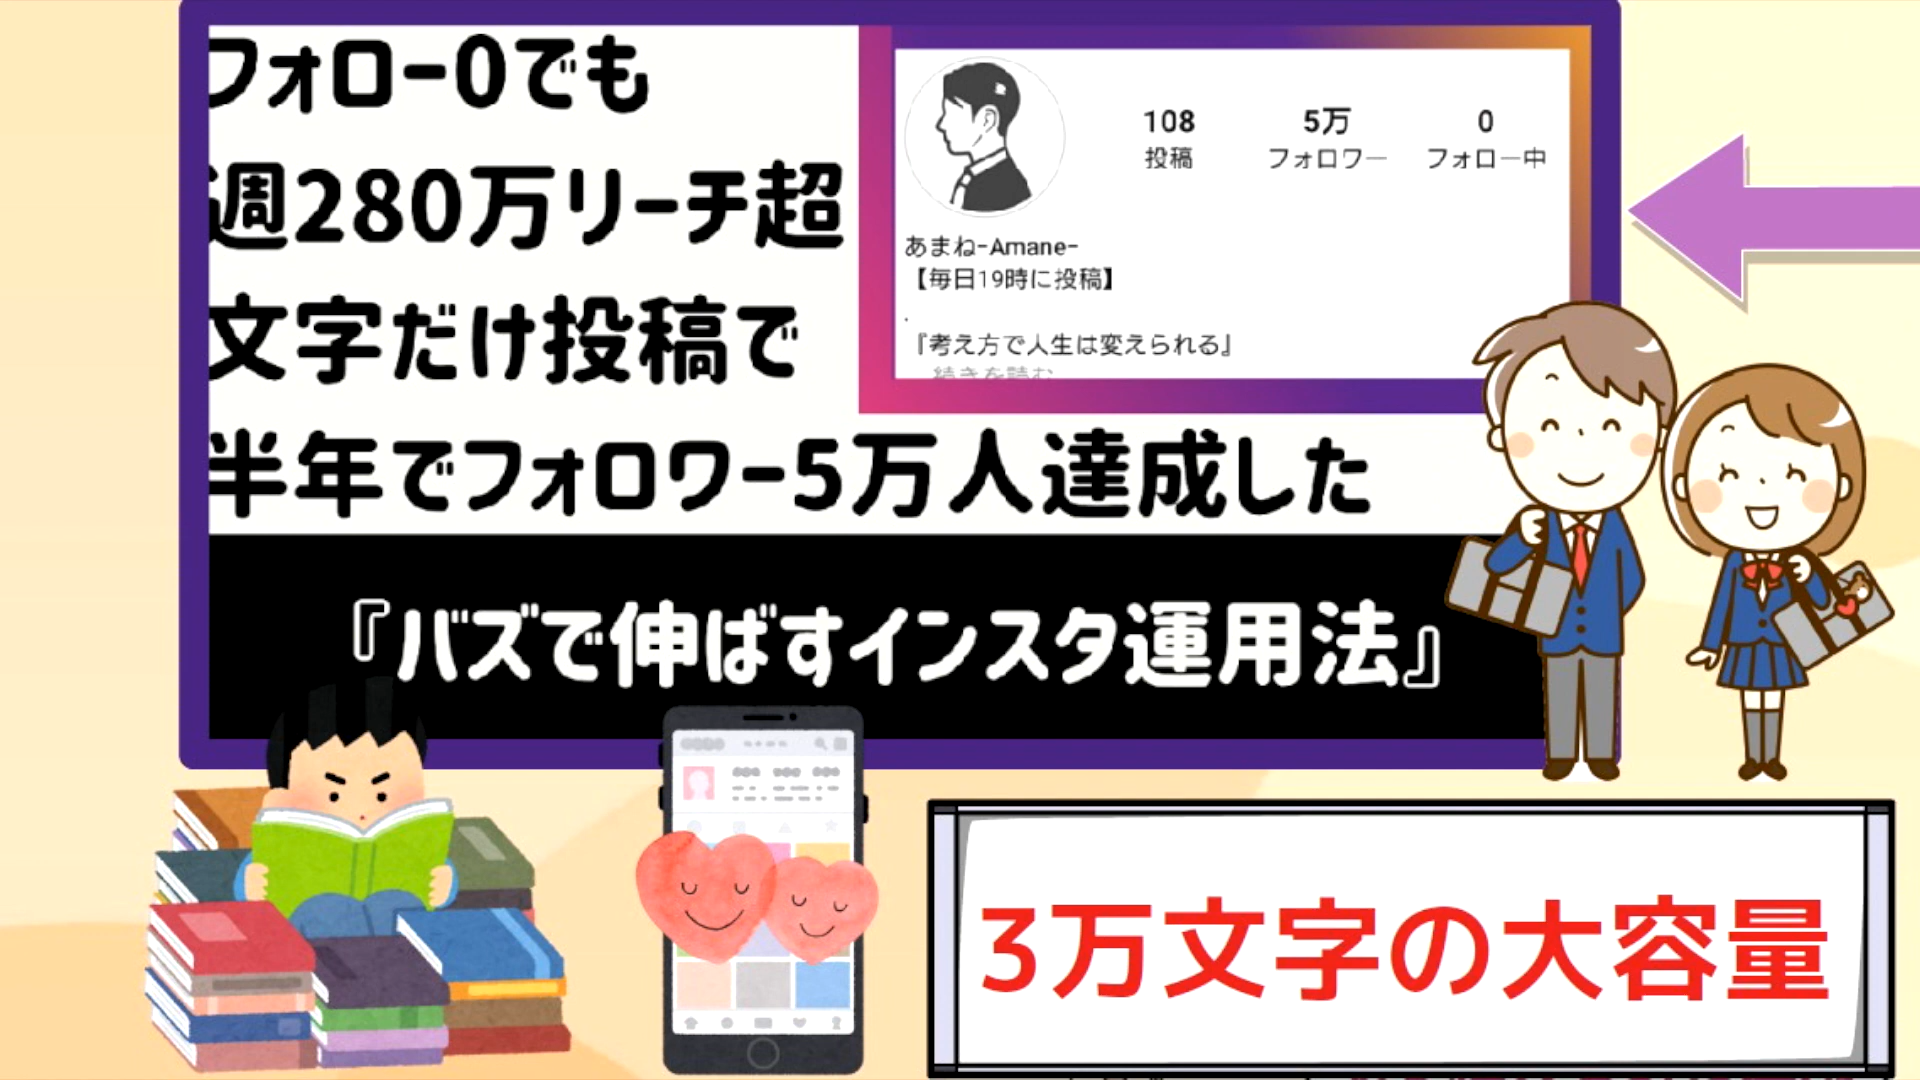 フォロー0でも
週280万リーチ超
文字だけ投稿で
半年でフォロワー5万人達成した
108
投稿
5万
フォロワー
0
フォロー中
あまね-Amane-
【毎日19時に投稿】
.
『考え方で人生は変えられる』
続きを読む
『バズで伸ばすインスタ運用法』
3万文字の大容量